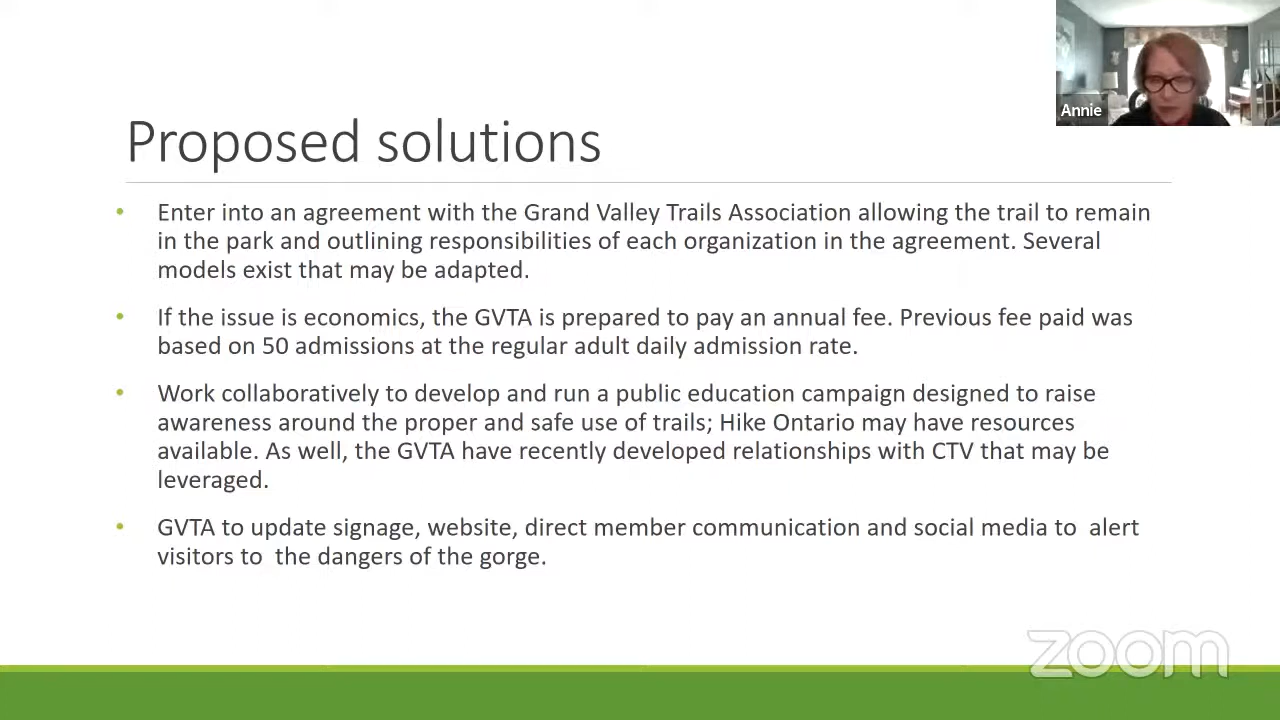 Annie
Proposed solutions
• Enter into an agreement with the Grand Valley Trails Association allowing the trail to remain
in the park and outlining responsibilities of each organization in the agreement. Several
models exist that may be adapted.
• If the issue is economics, the GVTA is prepared to pay an annual fee. Previous fee paid was
based on 50 admissions at the regular adult daily admission rate.
• Work collaboratively to develop and run a public education campaign designed to raise
awareness around the proper and safe use of trails; Hike Ontario may have resources
available. As well, the GVTA have recently developed relationships with CTV that may be
leveraged.
• GVTA to update signage, website, direct member communication and social media to  alert
visitors to  the dangers of the gorge.
zoom